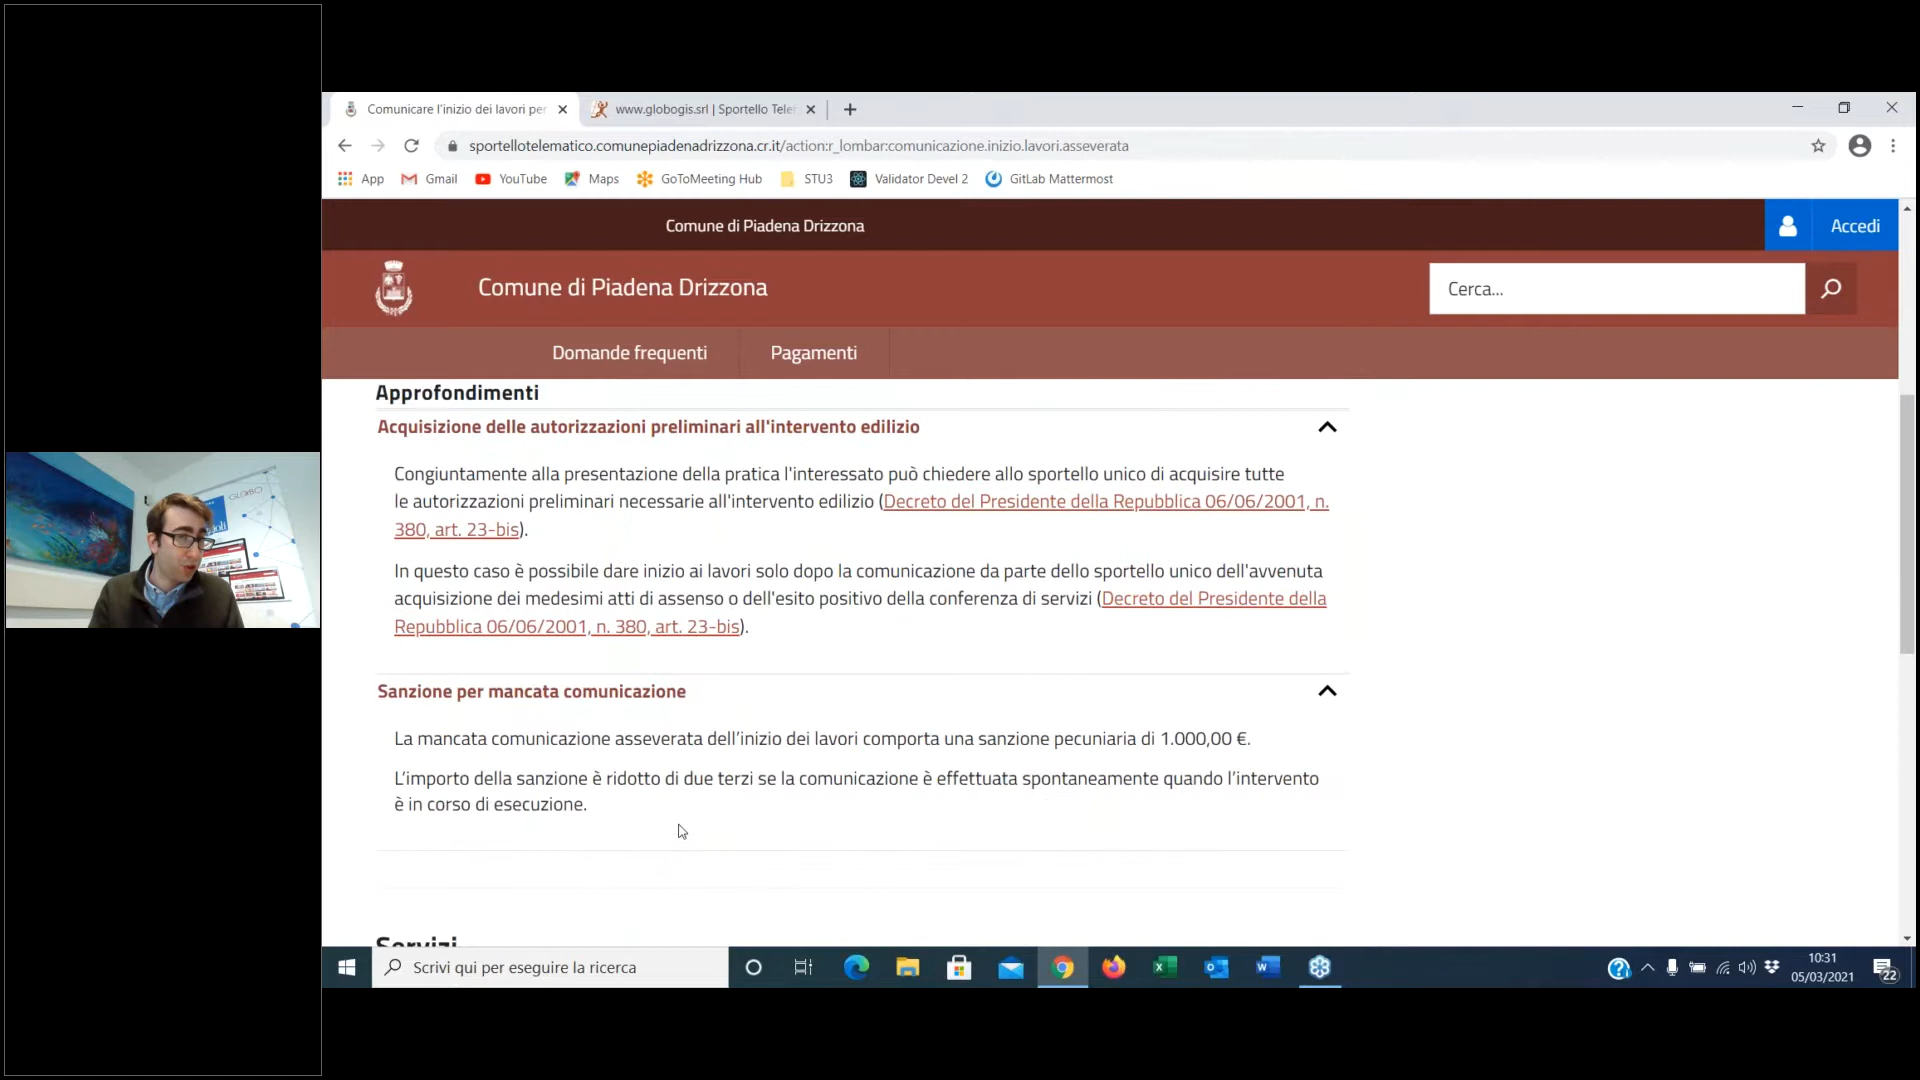 Comunicare l'inizio dei lavori per
www.globogis.srl | Sportello Teler
sportellotelematico.comunepiadenadrizzona.cr.it/action:r_lombar:comunicazione.inizio.lavori.asseverata
App
Gmail
YouTube
Maps
GoToMeeting Hub
STU3
Validator Devel 2
GitLab Mattermost
Comune di Piadena Drizzona
Accedi
Comune di Piadena Drizzona
Cerca...
Domande frequenti
Pagamenti
Approfondimenti
Acquisizione delle autorizzazioni preliminari all'intervento edilizio
Congiuntamente alla presentazione della pratica l'interessato può chiedere allo sportello unico di acquisire tutte
le autorizzazioni preliminari necessarie all'intervento edilizio (Decreto del Presidente della Repubblica 06/06/2001, n.
380, art. 23-bis).
In questo caso è possibile dare inizio ai lavori solo dopo la comunicazione da parte dello sportello unico dell'avvenuta
acquisizione dei medesimi atti di assenso o dell'esito positivo della conferenza di servizi (Decreto del Presidente della
Repubblica 06/06/2001, n. 380, art. 23-bis).
Sanzione per mancata comunicazione
La mancata comunicazione asseverata dell’inizio dei lavori comporta una sanzione pecuniaria di 1.000,00 €.
L’importo della sanzione è ridotto di due terzi se la comunicazione è effettuata spontaneamente quando l’intervento
è in corso di esecuzione.
Servizi
GLOBO
Scrivi qui per eseguire la ricerca
10:31
05/03/2021
22